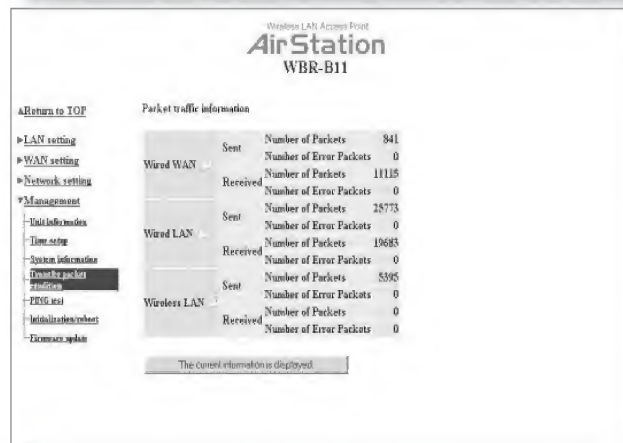 Wireless LAN Access Point
AirStation
WBR-B11
Return to TOP
LAN setting
WAN setting
Network setting
Management
Unit information
Time setup
System information
Transfer packet
condition
PING test
Initialization/reboot
Firmware update
Packet traffic information
Wired WAN
Sent
Number of Packets 841
Number of Error Packets 0
Received
Number of Packets 11115
Number of Error Packets 0
Wired LAN
Sent
Number of Packets 25773
Number of Error Packets 0
Received
Number of Packets 19683
Number of Error Packets 0
Wireless LAN
Sent
Number of Packets 5395
Number of Error Packets 0
Received
Number of Packets 0
Number of Error Packets 0
The current information is displayed.